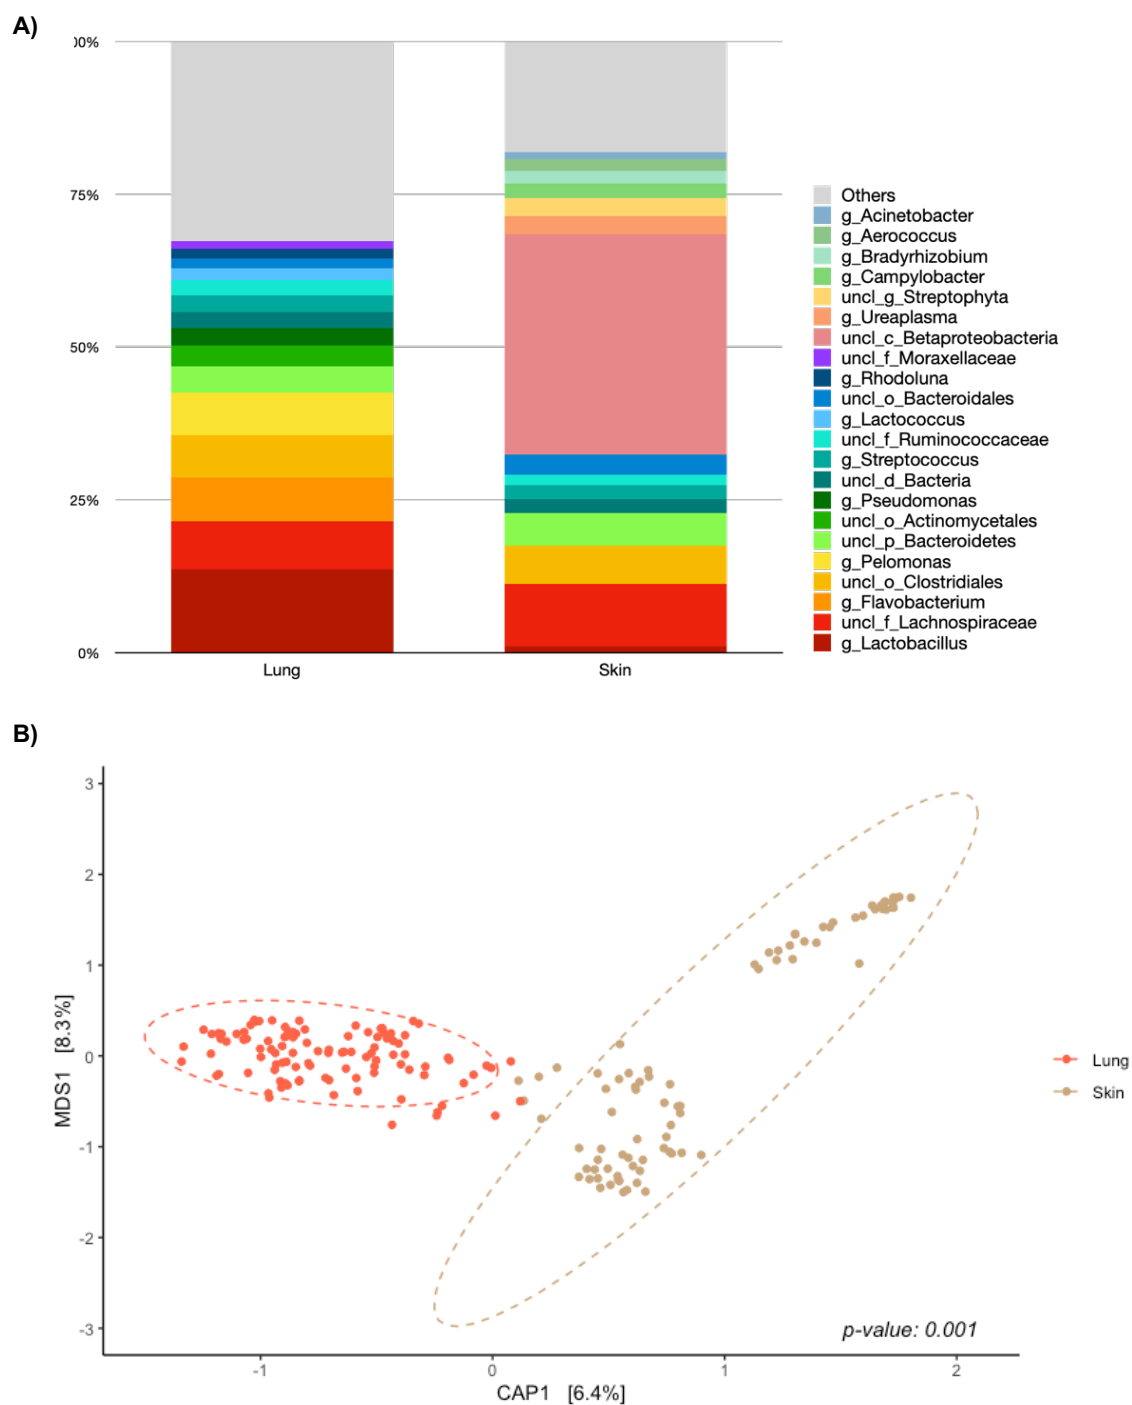 A)
00%
75%
50%
25%
0%
Lung
Skin
Others
g_Acinetobacter
g_Aerococcus
g_Bradyrhizobium
g_Campylobacter
uncl_g_Streptophyta
g_Ureaplasma
uncl_c_Betaproteobacteria
uncl_f_Moraxellaceae
g_Rhodoluna
uncl_o_Bacteroidales
g_Lactococcus
uncl_f_Ruminococcaceae
g_Streptococcus
uncl_d_Bacteria
g_Pseudomonas
uncl_o_Actinomycetales
uncl_p_Bacteroidetes
g_Pelomonas
uncl_o_Clostridiales
g_Flavobacterium
uncl_f_Lachnospiraceae
g_Lactobacillus
B)
3
2
1
0
-1
-2
-3
MDS1 [8.3%]
-1
0
1
2
CAP1 [6.4%]
p-value: 0.001
Lung
Skin